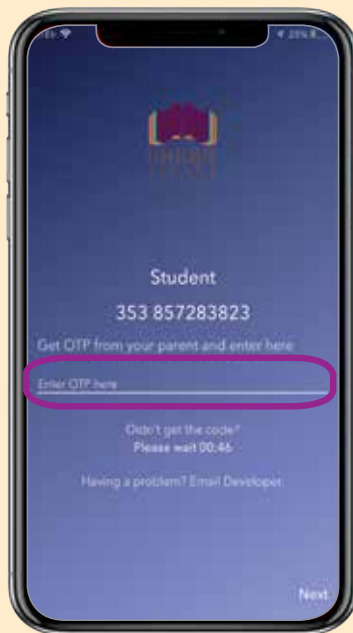 Student
353 857283823
Get OTP from your parent and enter here
Enter OTP here
Didn't get the code?
Please wait 00:46
Having a problem? Email Developer.
Next